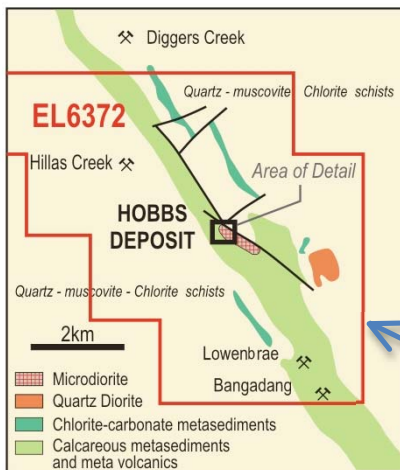 Diggers Creek
Quartz - muscovite Chlorite schists
EL6372
Area of Detail
Hillas Creek
HOBBS
DEPOSIT
Quartz - muscovite - Chlorite schists
2km
Lowenbrae
Bangadang
Microdiorite
Quartz Diorite
Chlorite-carbonate metasediments
Calcareous metasediments
and meta volcanics